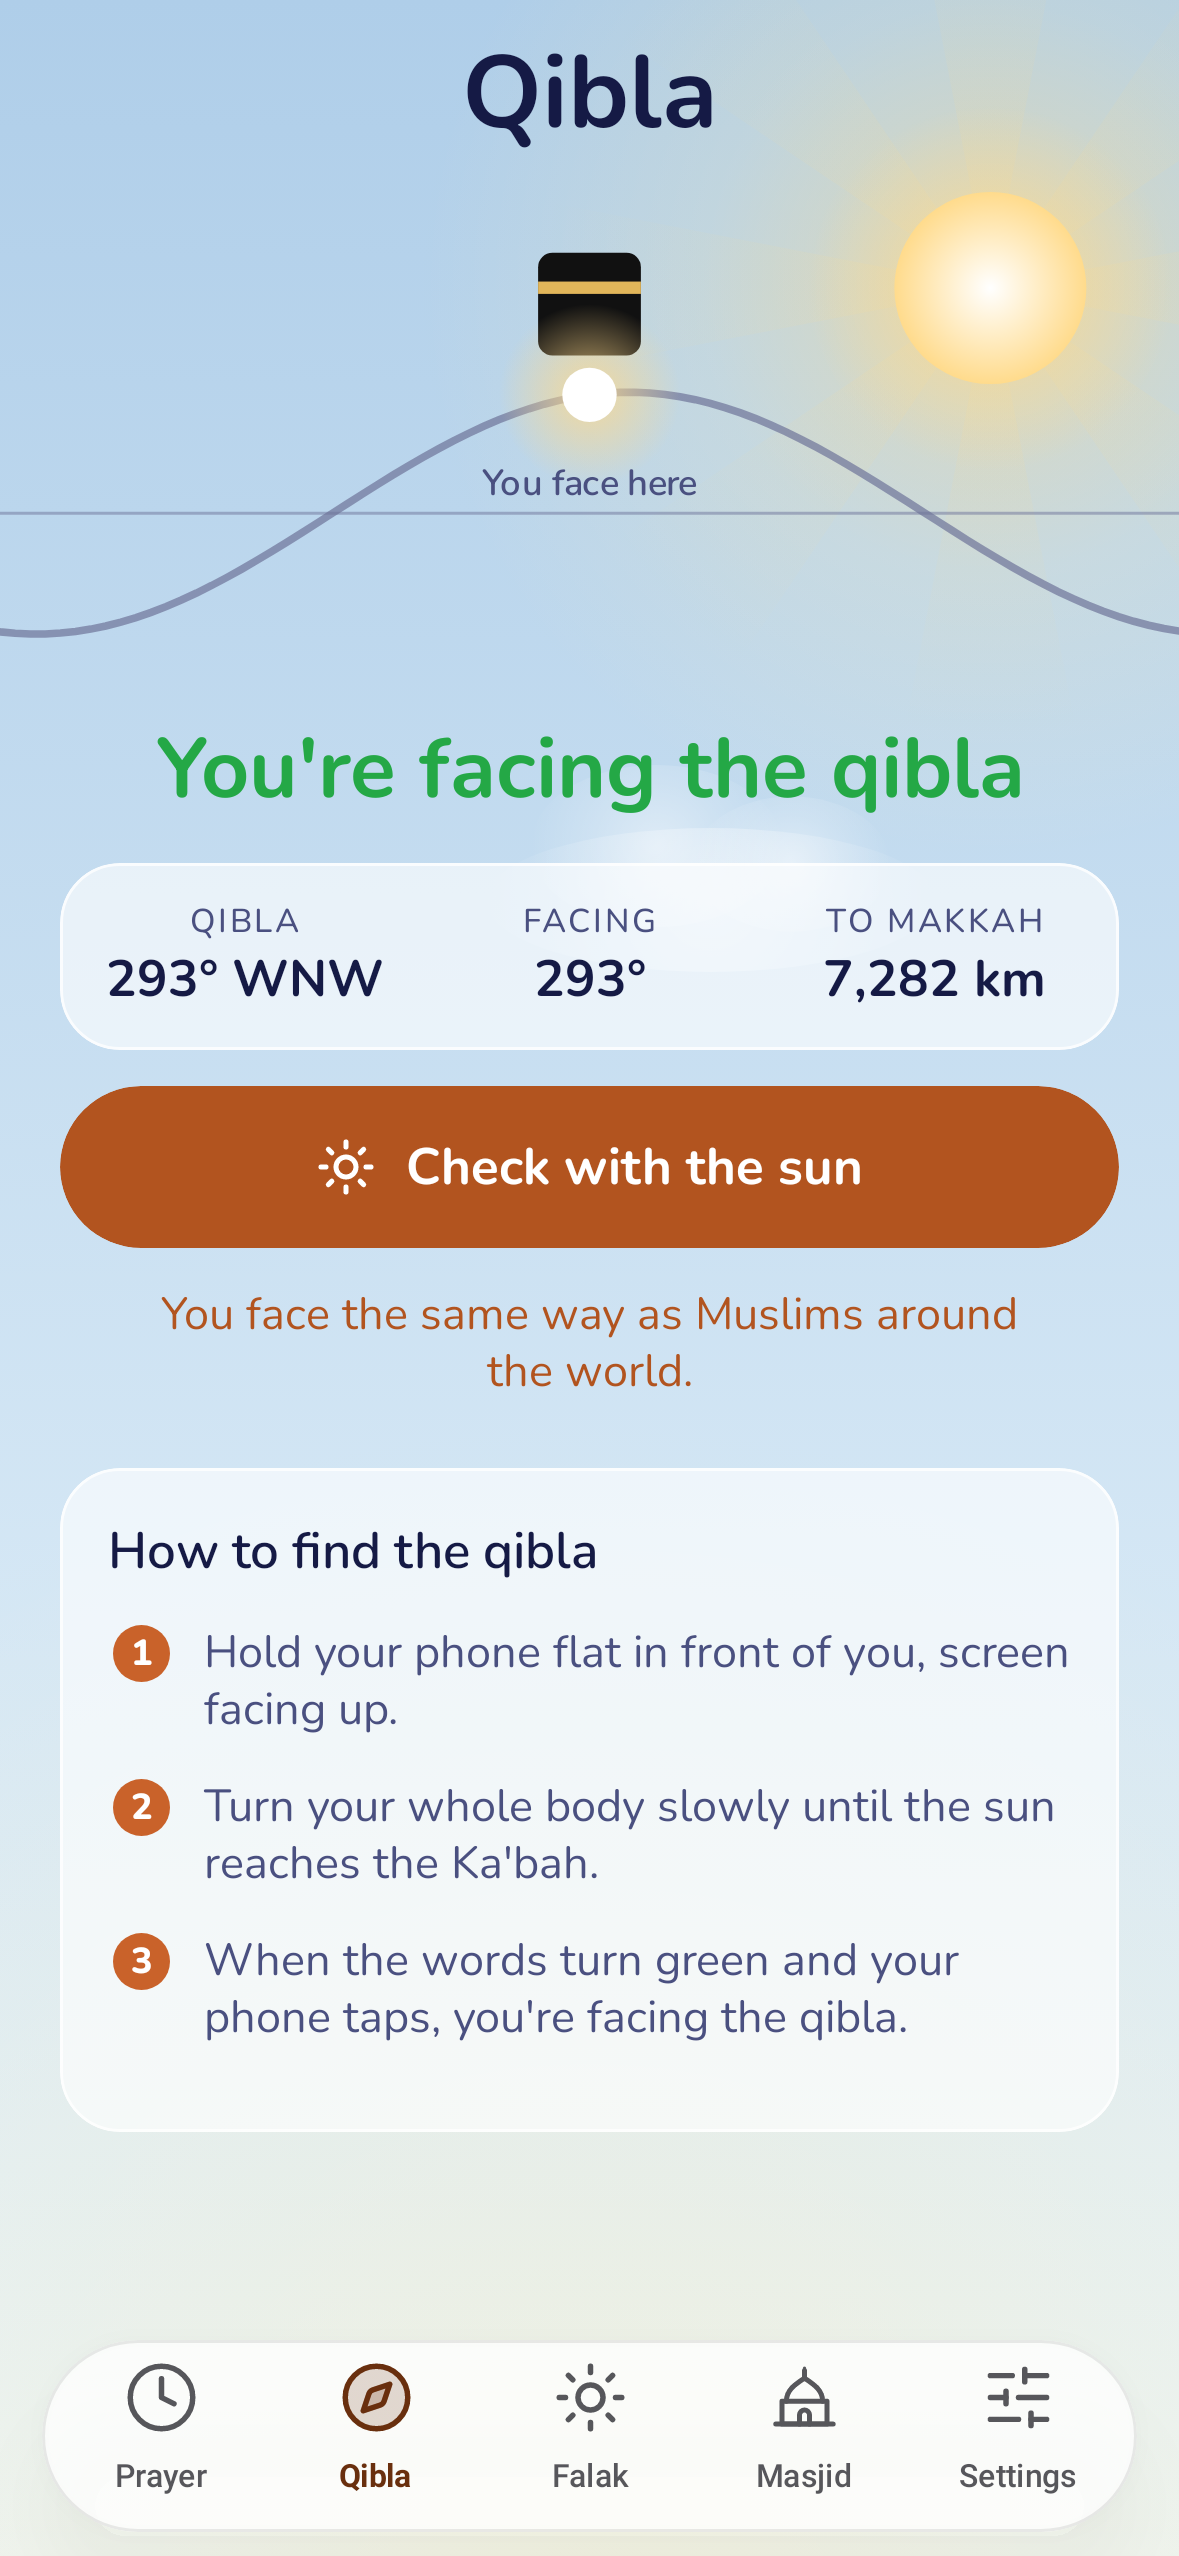 Qibla
You face here
You're facing the qibla
QIBLA
293° WNW
FACING
293°
TO MAKKAH
7,282 km
Check with the sun
You face the same way as Muslims around
the world.
How to find the qibla
1 Hold your phone flat in front of you, screen
facing up.
2 Turn your whole body slowly until the sun
reaches the Ka'bah.
3 When the words turn green and your
phone taps, you're facing the qibla.
Prayer
Qibla
Falak
Masjid
Settings